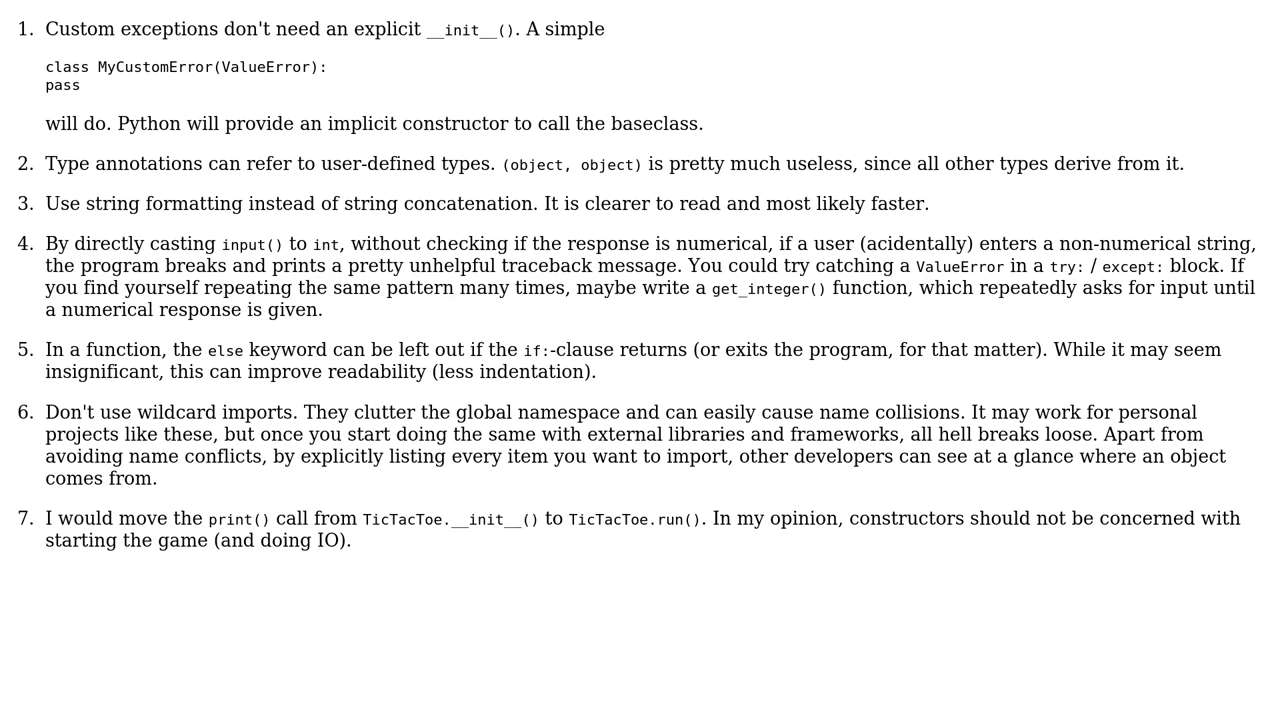 1. Custom exceptions don't need an explicit __init__(). A simple
class MyCustomError(ValueError):
pass
will do. Python will provide an implicit constructor to call the baseclass.
2. Type annotations can refer to user-defined types. (object, object) is pretty much useless, since all other types derive from it.
3. Use string formatting instead of string concatenation. It is clearer to read and most likely faster.
4. By directly casting input() to int, without checking if the response is numerical, if a user (acidentally) enters a non-numerical string,
the program breaks and prints a pretty unhelpful traceback message. You could try catching a ValueError in a try: / except: block. If
you find yourself repeating the same pattern many times, maybe write a get_integer() function, which repeatedly asks for input until
a numerical response is given.
5. In a function, the else keyword can be left out if the if:-clause returns (or exits the program, for that matter). While it may seem
insignificant, this can improve readability (less indentation).
6. Don't use wildcard imports. They clutter the global namespace and can easily cause name collisions. It may work for personal
projects like these, but once you start doing the same with external libraries and frameworks, all hell breaks loose. Apart from
avoiding name conflicts, by explicitly listing every item you want to import, other developers can see at a glance where an object
comes from.
7. I would move the print() call from TicTacToe.__init__() to TicTacToe.run(). In my opinion, constructors should not be concerned with
starting the game (and doing IO).